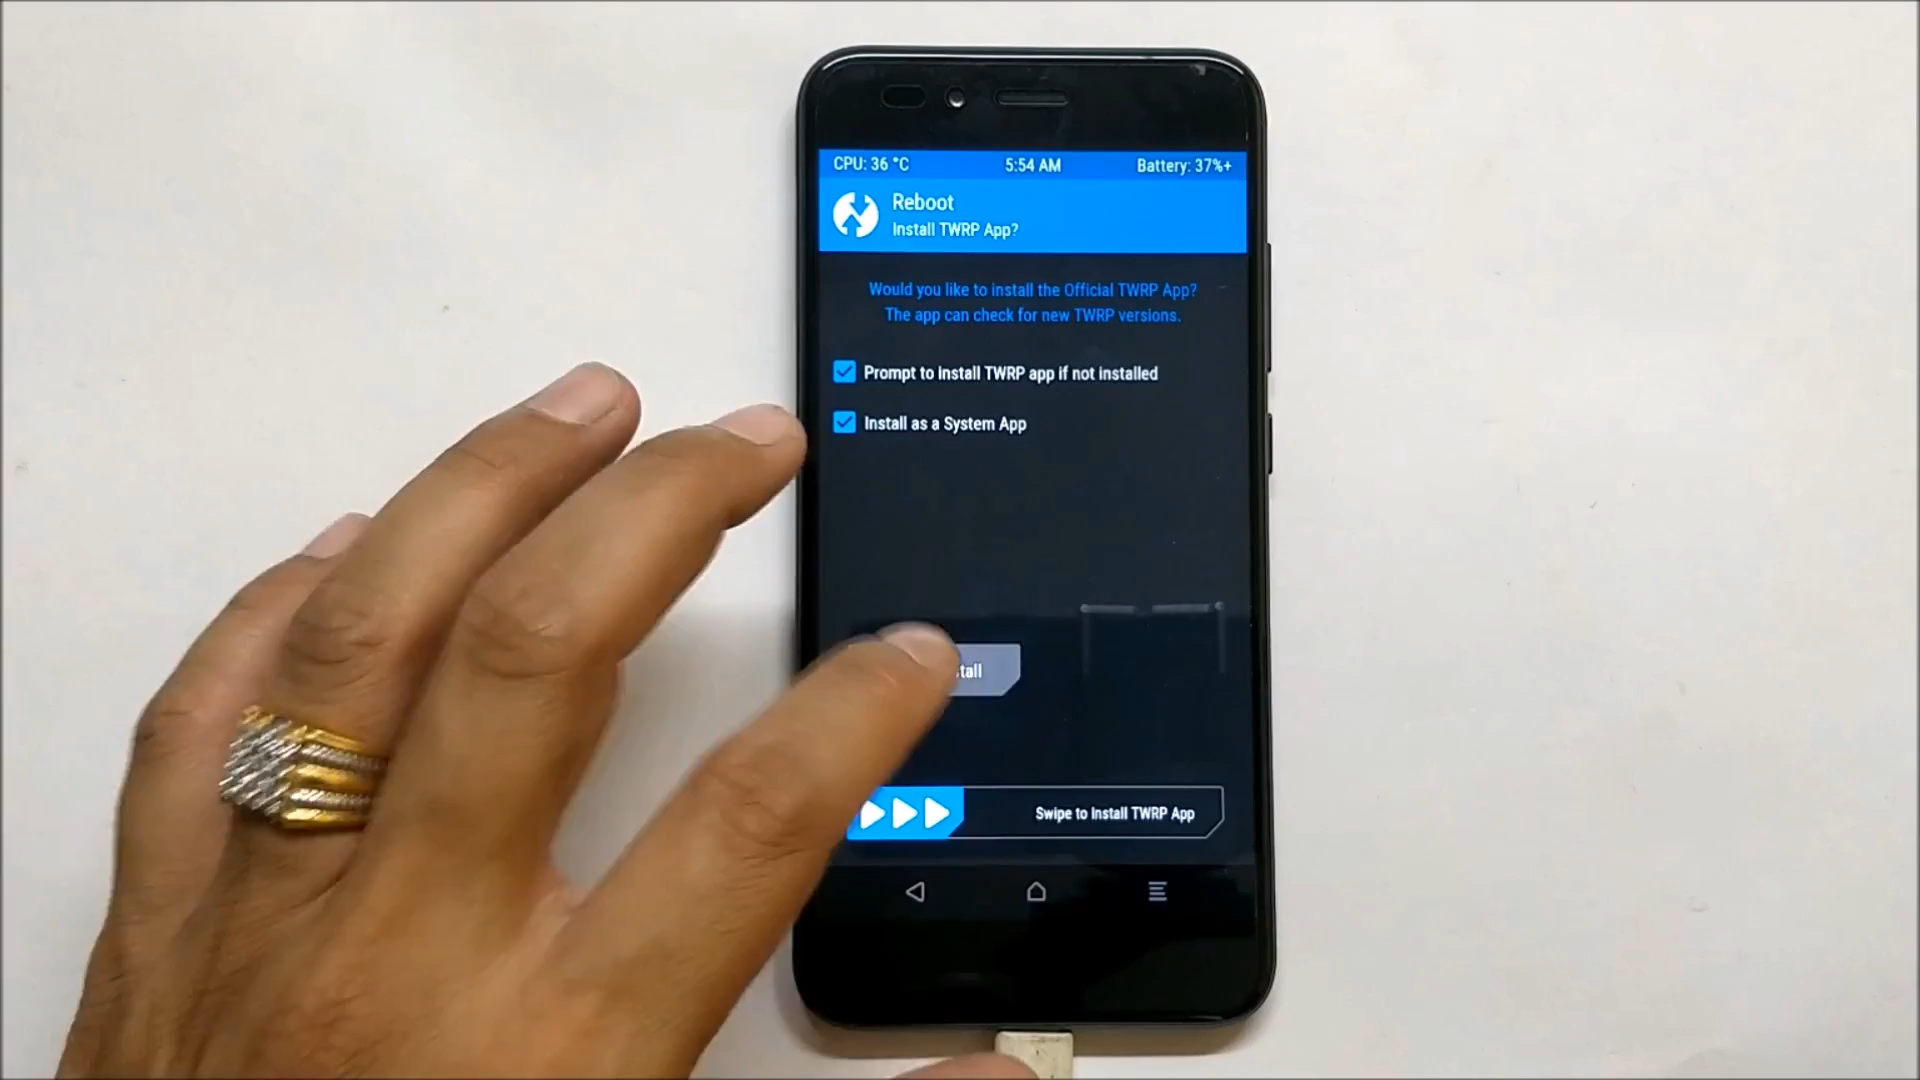 CPU: 36 °C 5:54 AM Battery: 37%+
Reboot
Install TWRP App?
Would you like to install the Official TWRP App?
The app can check for new TWRP versions.
Prompt to install TWRP app if not installed
Install as a System App
Swipe to Install TWRP App